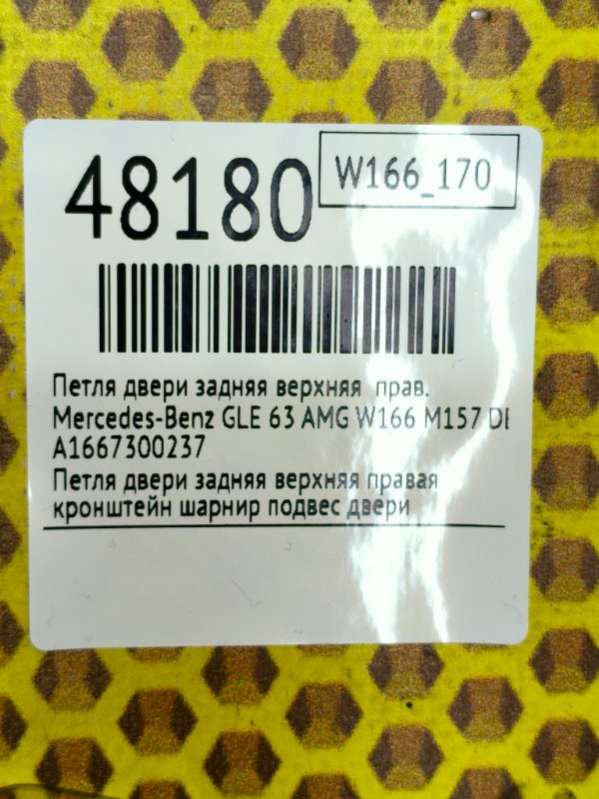 48180
W166_170
Петля двери задняя верхняя прав.
Mercedes-Benz GLE 63 AMG W166 M157 DE
A1667300237
Петля двери задняя верхняя правая
кронштейн шарнир подвес двери